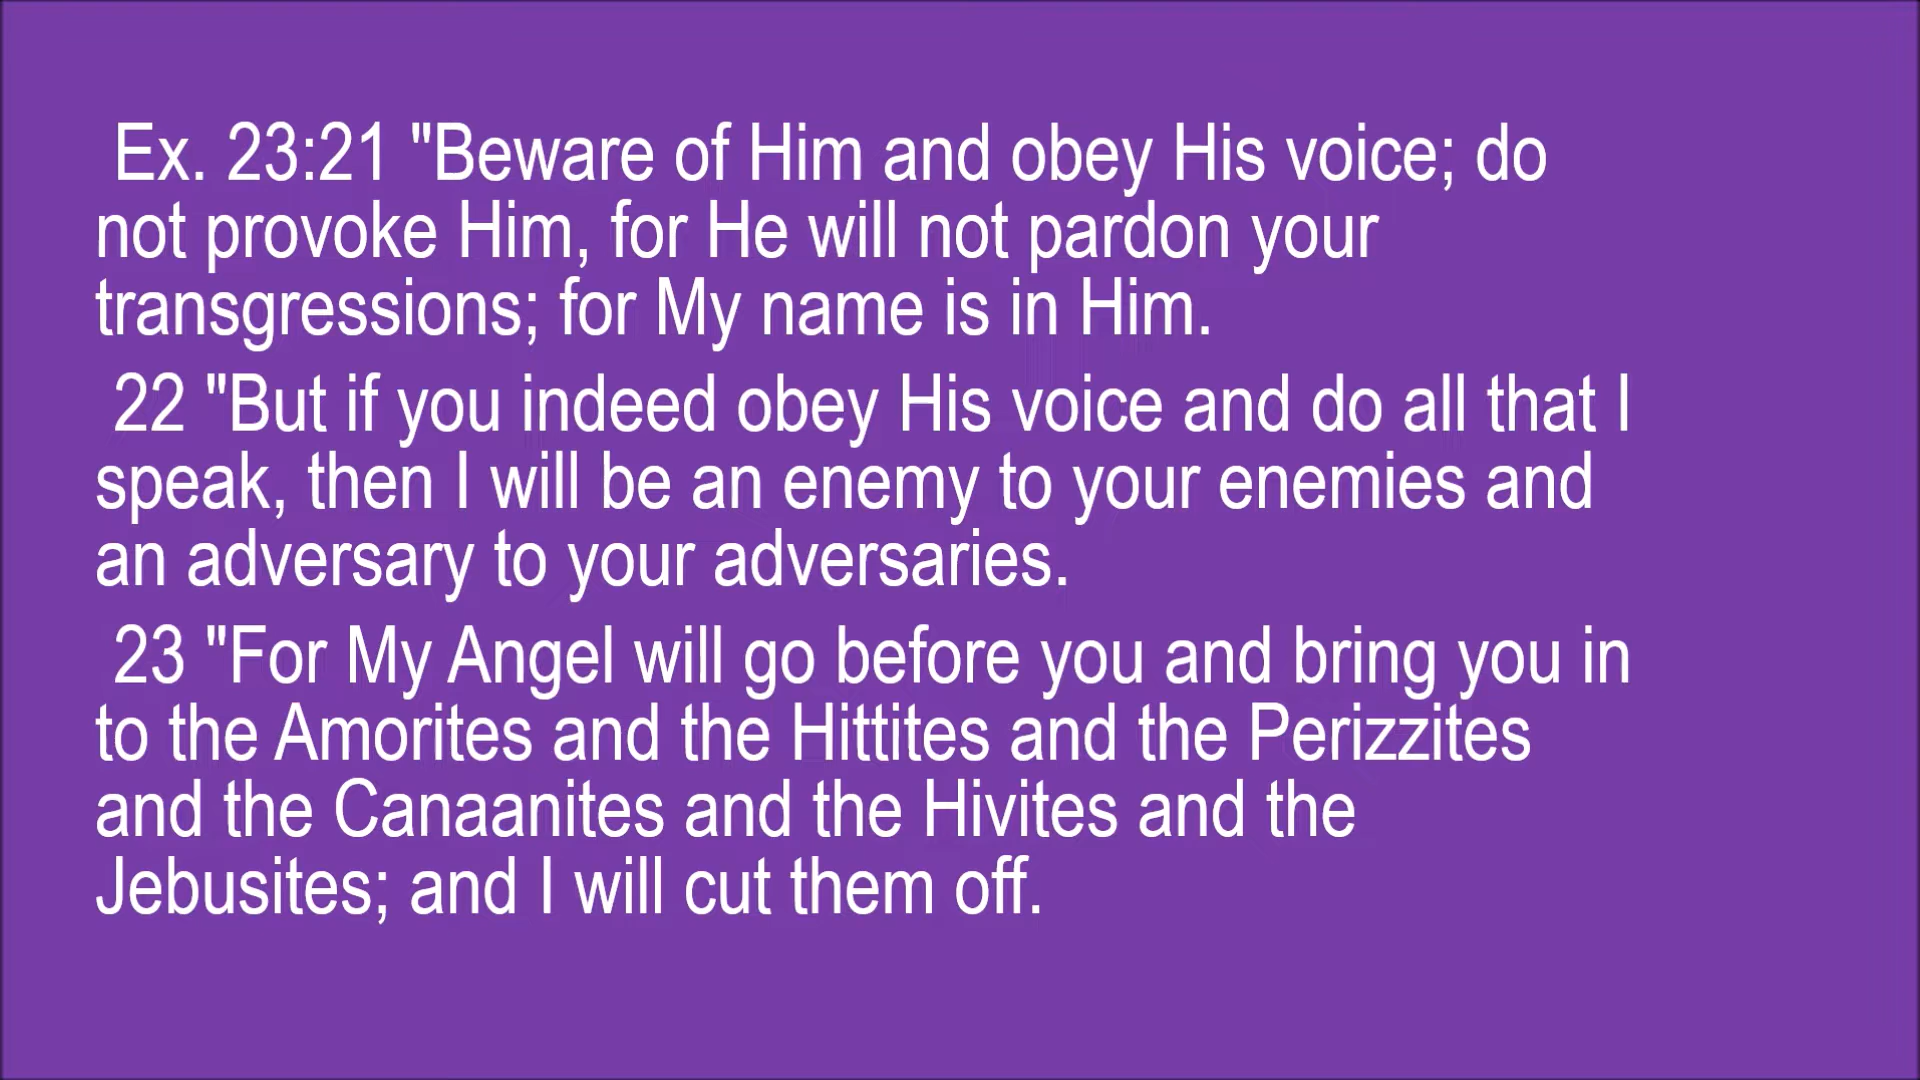 Ex. 23:21 "Beware of Him and obey His voice; do
not provoke Him, for He will not pardon your
transgressions; for My name is in Him.
22 "But if you indeed obey His voice and do all that I
speak, then I will be an enemy to your enemies and
an adversary to your adversaries.
23 "For My Angel will go before you and bring you in
to the Amorites and the Hittites and the Perizzites
and the Canaanites and the Hivites and the
Jebusites; and I will cut them off.